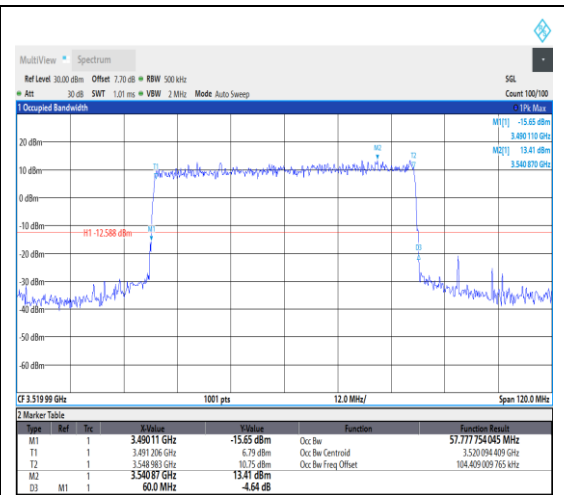 MultiView Spectrum
Ref Level 30.00 dBm Offset 7.70 dB RBW 500 kHz SGL
Att 30 dB SWT 1.01 ms VBW 2 MHz Mode Auto Sweep Count 100/100
1 Occupied Bandwidth 1Pk Max
M1[1] -15.65 dBm
3.490 110 GHz
M2[1] 13.41 dBm
3.540 870 GHz
20 dBm
M2
T2
T1
10 dBm
0 dBm
-10 dBm
H1 -12.588 dBm
M1
-20 dBm
D3
-30 dBm
-40 dBm
-50 dBm
-60 dBm
CF 3.519 99 GHz 1001 pts 12.0 MHz/ Span 120.0 MHz
2 Marker Table
Type Ref Trc X-Value Y-Value Function Function Result
M1 1 3.49011 GHz -15.65 dBm Occ Bw 57.777 754 045 MHz
T1 1 3.491 206 GHz 6.79 dBm Occ Bw Centroid 3.520 094 409 GHz
T2 1 3.548 983 GHz 10.75 dBm Occ Bw Freq Offset 104.409 009 765 kHz
M2 1 3.54087 GHz 13.41 dBm
D3 M1 1 60.0 MHz -4.64 dB